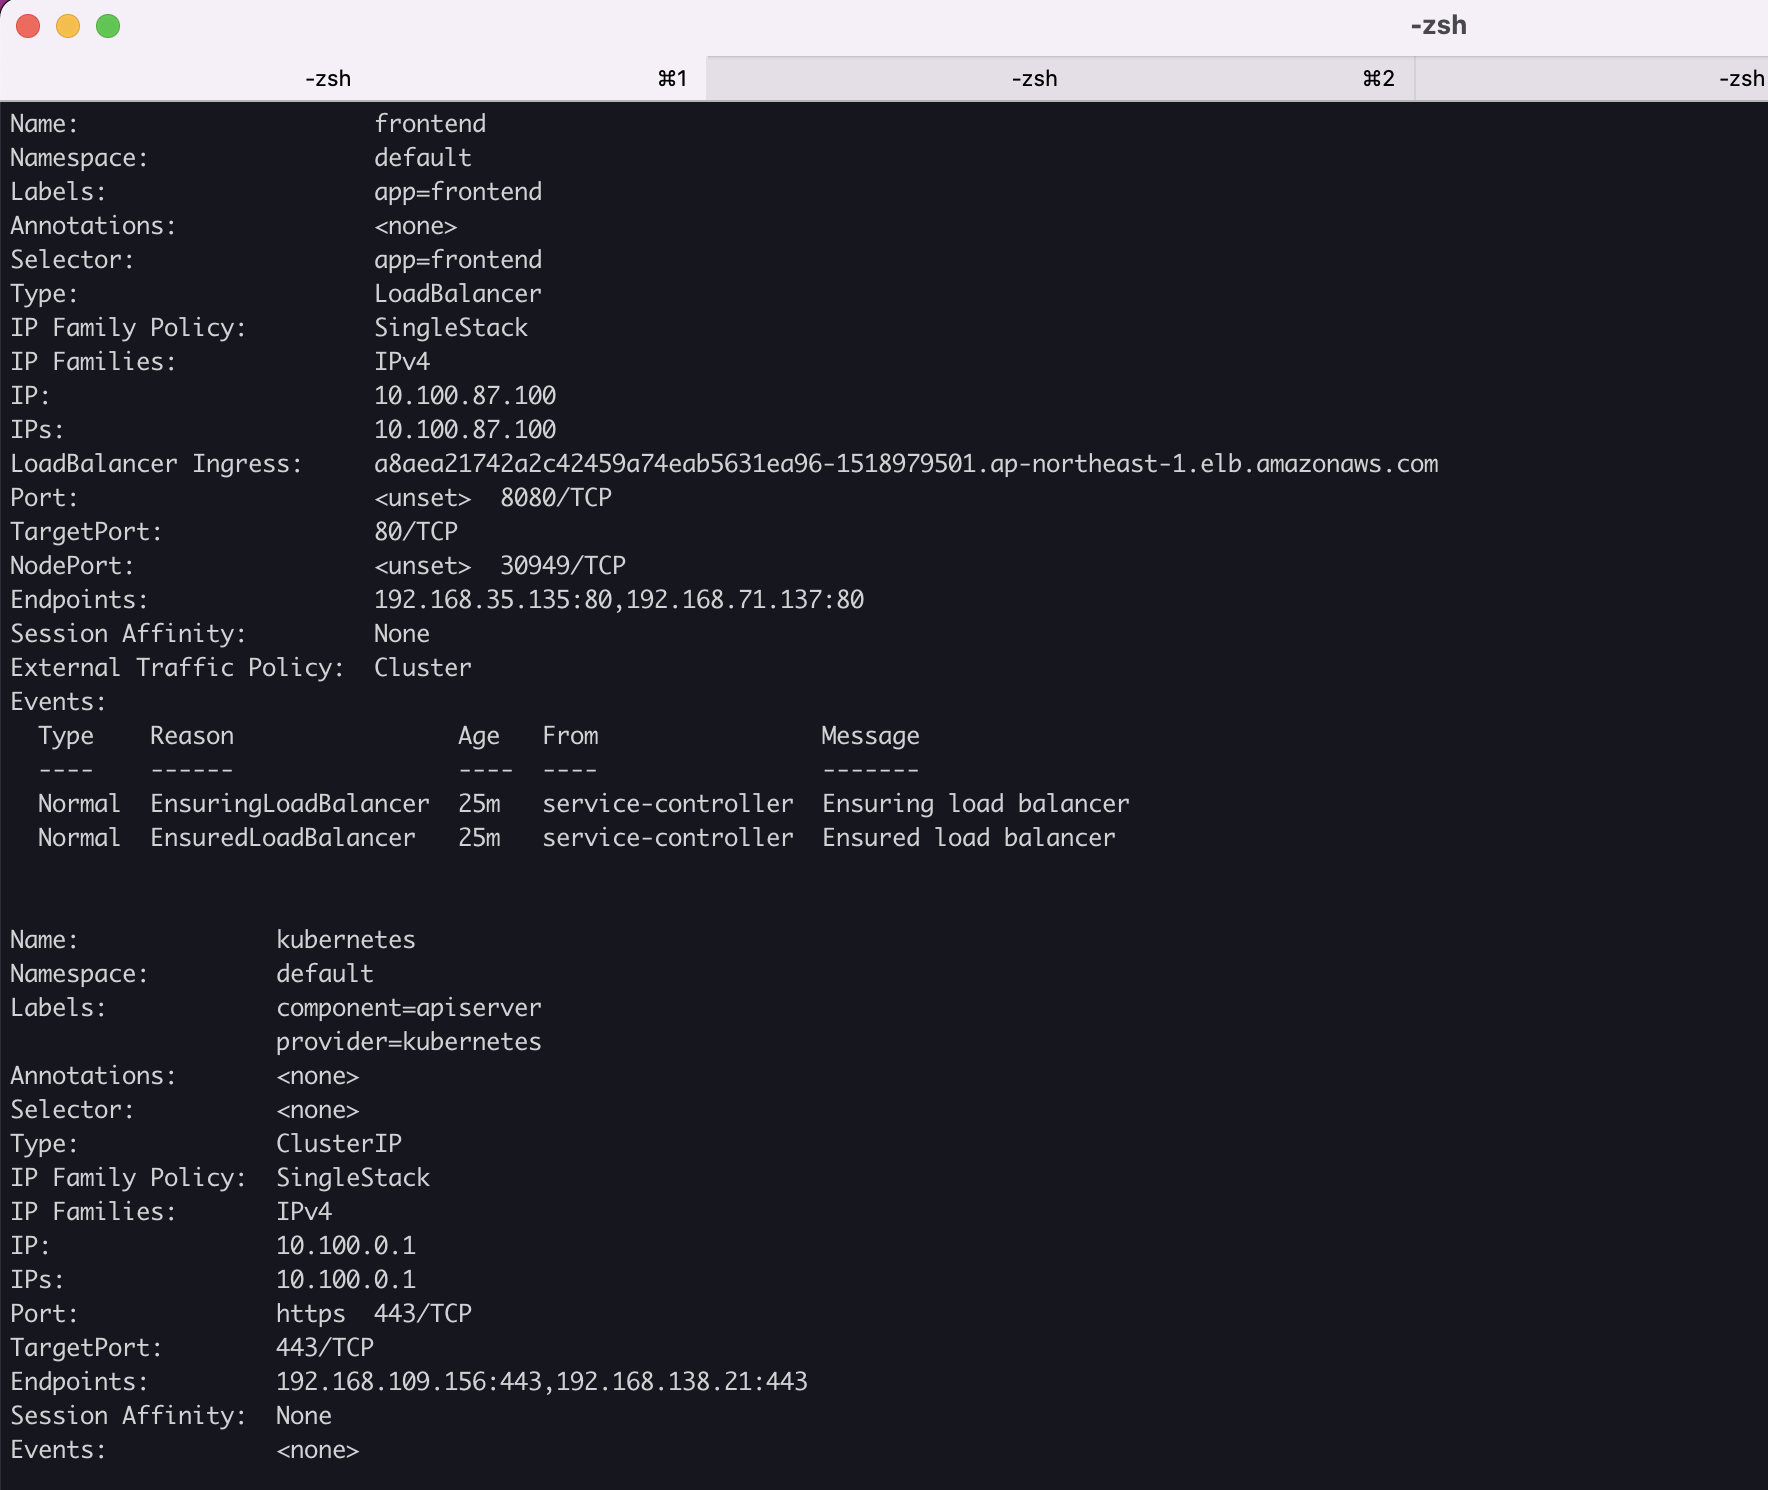 -zsh
-zsh ⌘1 -zsh ⌘2 -zsh
Name: frontend
Namespace: default
Labels: app=frontend
Annotations: <none>
Selector: app=frontend
Type: LoadBalancer
IP Family Policy: SingleStack
IP Families: IPv4
IP: 10.100.87.100
IPs: 10.100.87.100
LoadBalancer Ingress: a8aea21742a2c42459a74eab5631ea96-1518979501.ap-northeast-1.elb.amazonaws.com
Port: <unset> 8080/TCP
TargetPort: 80/TCP
NodePort: <unset> 30949/TCP
Endpoints: 192.168.35.135:80,192.168.71.137:80
Session Affinity: None
External Traffic Policy: Cluster
Events:
Type Reason Age From Message
---- ------ ---- ---- -------
Normal EnsuringLoadBalancer 25m service-controller Ensuring load balancer
Normal EnsuredLoadBalancer 25m service-controller Ensured load balancer
Name: kubernetes
Namespace: default
Labels: component=apiserver
provider=kubernetes
Annotations: <none>
Selector: <none>
Type: ClusterIP
IP Family Policy: SingleStack
IP Families: IPv4
IP: 10.100.0.1
IPs: 10.100.0.1
Port: https 443/TCP
TargetPort: 443/TCP
Endpoints: 192.168.109.156:443,192.168.138.21:443
Session Affinity: None
Events: <none>